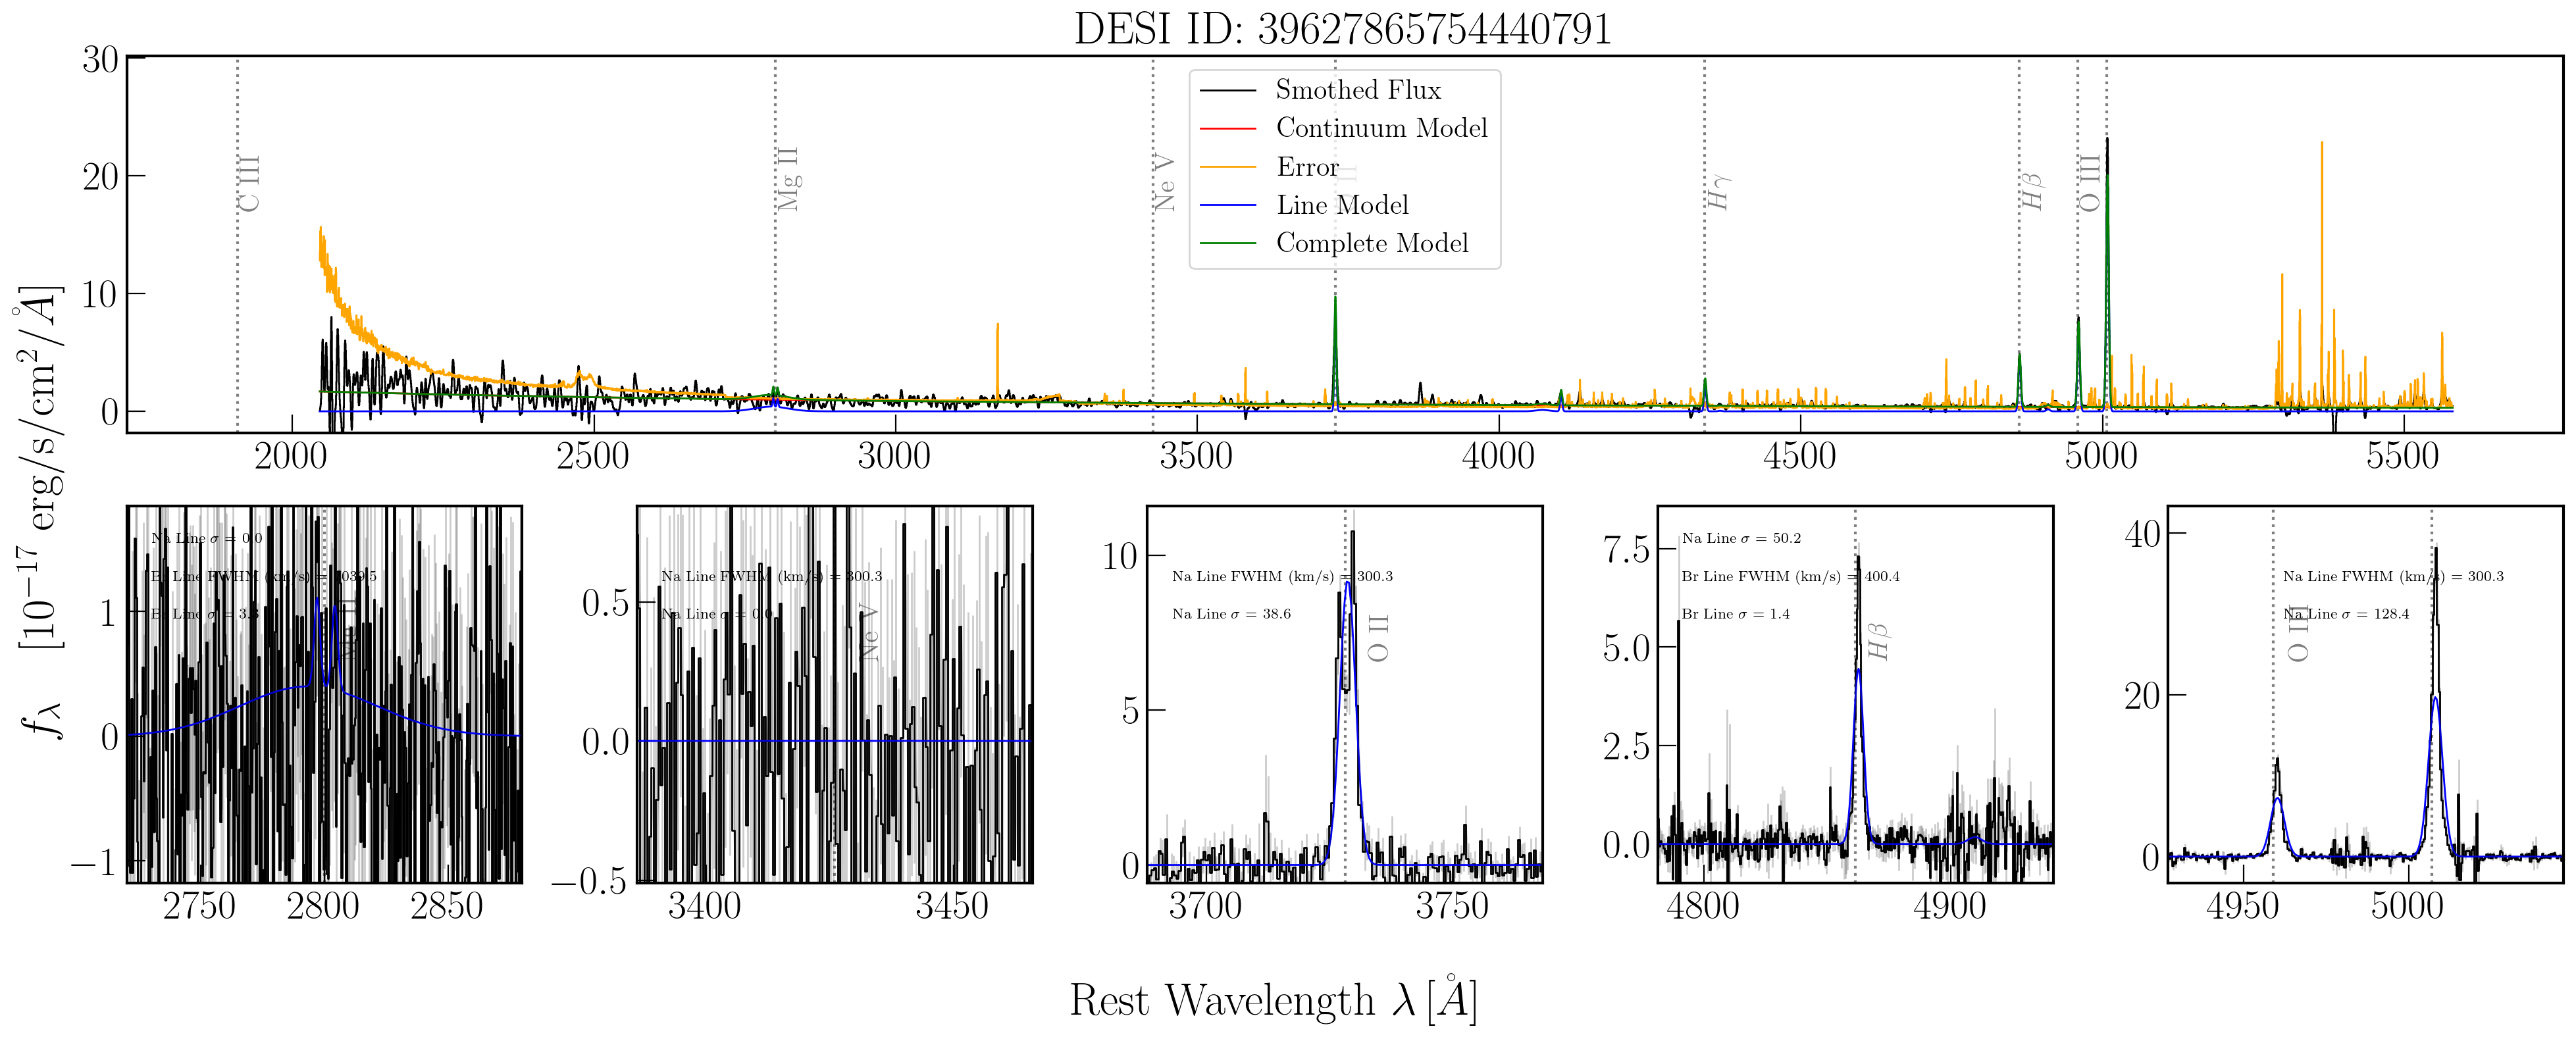 DESI ID: 39627865754440791
30
20
10
0
C III
Mg II
Ne V
Hγ
Hβ
O III
Smothed Flux
Continuum Model
Error
Line Model
Complete Model
2000 2500 3000 3500 4000 4500 5000 5500
f_λ [10^{-17} erg/s/cm^2/Å]
Na Line σ = 0.0
1
0
−1
2750 2800 2850
Na Line FWHM (km/s) = 300.3
Na Line σ = 0.0
Ne V
0.5
0.0
−0.5
3400 3450
Na Line FWHM (km/s) = 300.3
Na Line σ = 38.6
O II
10
5
0
3700 3750
Na Line σ = 50.2
Br Line FWHM (km/s) = 400.4
Br Line σ = 1.4
Hβ
7.5
5.0
2.5
0.0
4800 4900
Na Line FWHM (km/s) = 300.3
Na Line σ = 128.4
O III
40
20
0
4950 5000
Rest Wavelength λ [Å]